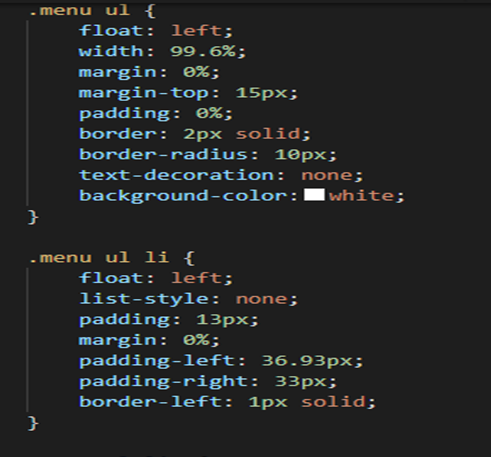 .menu ul {
float: left;
width: 99.6%;
margin: 0%;
margin-top: 15px;
padding: 0%;
border: 2px solid;
border-radius: 10px;
text-decoration: none;
background-color: white;
}
.menu ul li {
float: left;
list-style: none;
padding: 13px;
margin: 0%;
padding-left: 36.93px;
padding-right: 33px;
border-left: 1px solid;
}